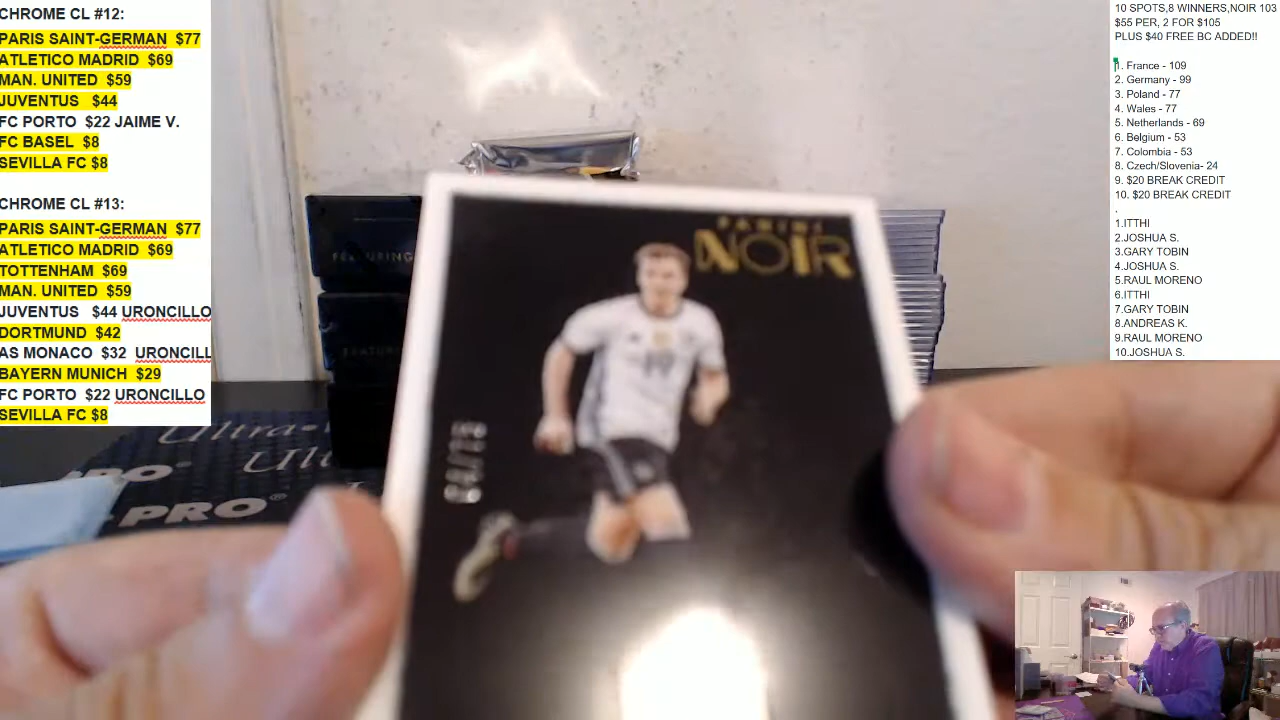 CHROME CL #12:
PARIS SAINT-GERMAN $77
ATLETICO MADRID $69
MAN. UNITED $59
JUVENTUS $44
FC PORTO $22 JAIME V.
FC BASEL $8
SEVILLA FC $8
CHROME CL #13:
PARIS SAINT-GERMAN $77
ATLETICO MADRID $69
TOTTENHAM $69
MAN. UNITED $59
JUVENTUS $44 URONCILLO
DORTMUND $42
AS MONACO $32 URONCILL
BAYERN MUNICH $29
FC PORTO $22 URONCILLO
SEVILLA FC $8
10 SPOTS,8 WINNERS,NOIR 103
$55 PER, 2 FOR $105
PLUS $40 FREE BC ADDED!!
1. France - 109
2. Germany - 99
3. Poland - 77
4. Wales - 77
5. Netherlands - 69
6. Belgium - 53
7. Colombia - 53
8. Czech/Slovenia- 24
9. $20 BREAK CREDIT
10. $20 BREAK CREDIT
.
1.ITTHI
2.JOSHUA S.
3.GARY TOBIN
4.JOSHUA S.
5.RAUL MORENO
6.ITTHI
7.GARY TOBIN
8.ANDREAS K.
9.RAUL MORENO
10.JOSHUA S.
PANINI
NOIR
19
FEATURING
Ultra
Ul
PRO
PRO